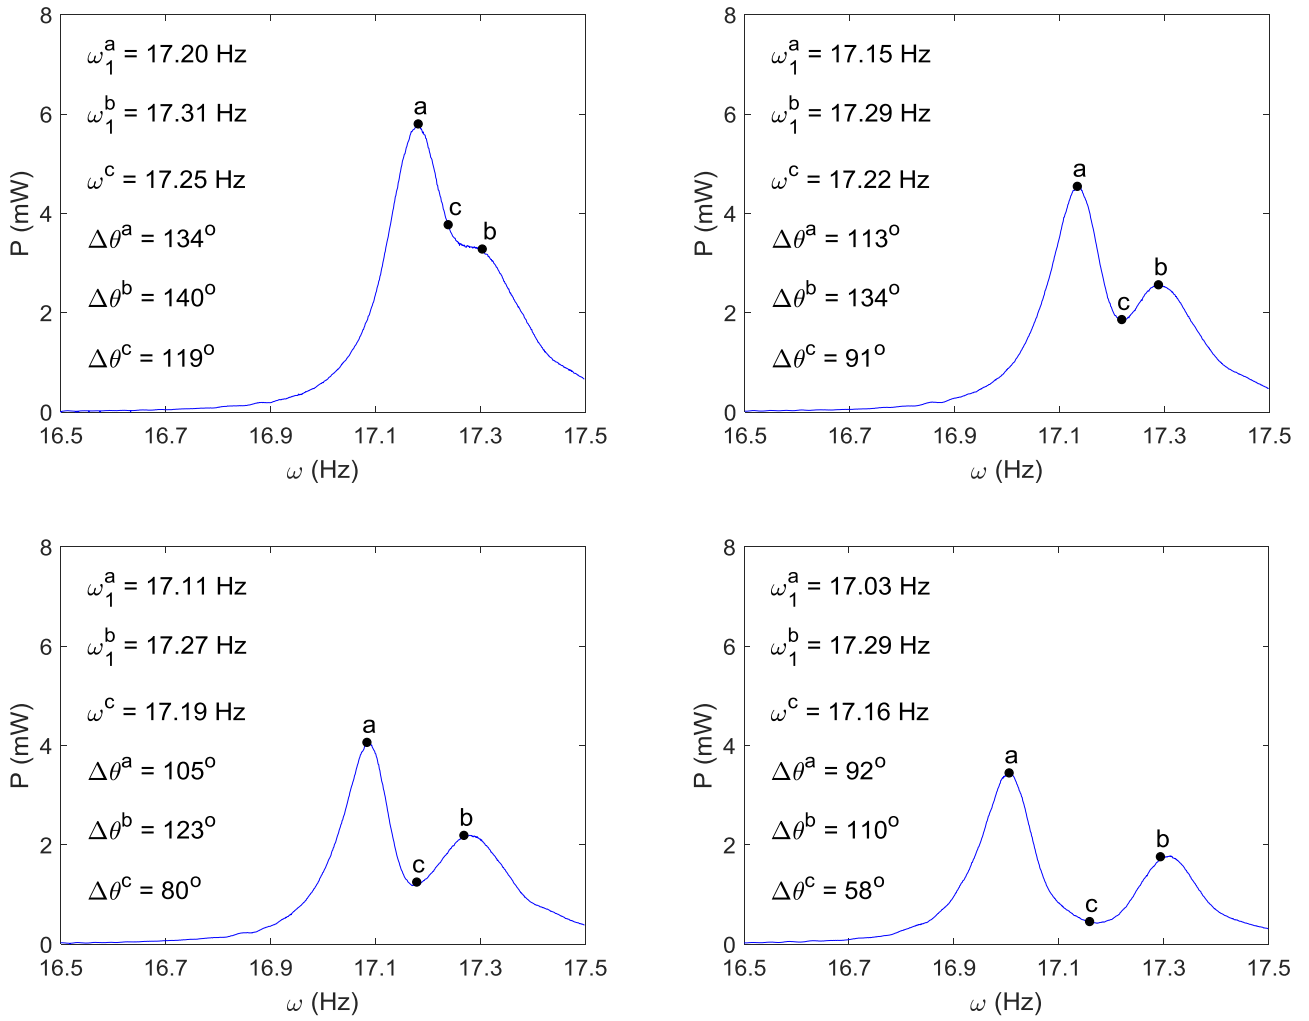 8
6
4
2
0
P (mW)
ω₁ᵃ = 17.20 Hz
ω₁ᵇ = 17.31 Hz
ωᶜ = 17.25 Hz
Δθᵃ = 134°
Δθᵇ = 140°
Δθᶜ = 119°
a
c
b
16.5 16.7 16.9 17.1 17.3 17.5
ω (Hz)
8
6
4
2
0
P (mW)
ω₁ᵃ = 17.15 Hz
ω₁ᵇ = 17.29 Hz
ωᶜ = 17.22 Hz
Δθᵃ = 113°
Δθᵇ = 134°
Δθᶜ = 91°
a
b
c
16.5 16.7 16.9 17.1 17.3 17.5
ω (Hz)
8
6
4
2
0
P (mW)
ω₁ᵃ = 17.11 Hz
ω₁ᵇ = 17.27 Hz
ωᶜ = 17.19 Hz
Δθᵃ = 105°
Δθᵇ = 123°
Δθᶜ = 80°
a
b
c
16.5 16.7 16.9 17.1 17.3 17.5
ω (Hz)
8
6
4
2
0
P (mW)
ω₁ᵃ = 17.03 Hz
ω₁ᵇ = 17.29 Hz
ωᶜ = 17.16 Hz
Δθᵃ = 92°
Δθᵇ = 110°
Δθᶜ = 58°
a
b
c
16.5 16.7 16.9 17.1 17.3 17.5
ω (Hz)